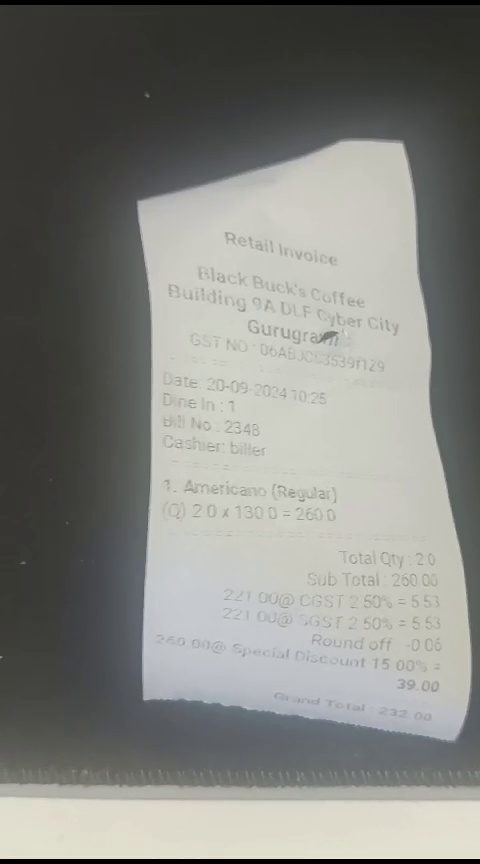 Retail Invoice
Black Buck's Coffee
Building 9A DLF Cyber City
Gurugram
GST NO :
Date: 20-09-2024 10:25
Dine In : 1
Bill No : 2348
Cashier: biller
1. Americano (Regular)
(Q) 2.0 x 130.0 = 260.0
Total Qty : 2.0
Sub Total : 260.00
221.00@ CGST 2.50% = 5.53
221.00@ SGST 2.50% = 5.53
Round off -0.06
260.00@ Special Discount 15.00% =
39.00
Grand Total : 232.00